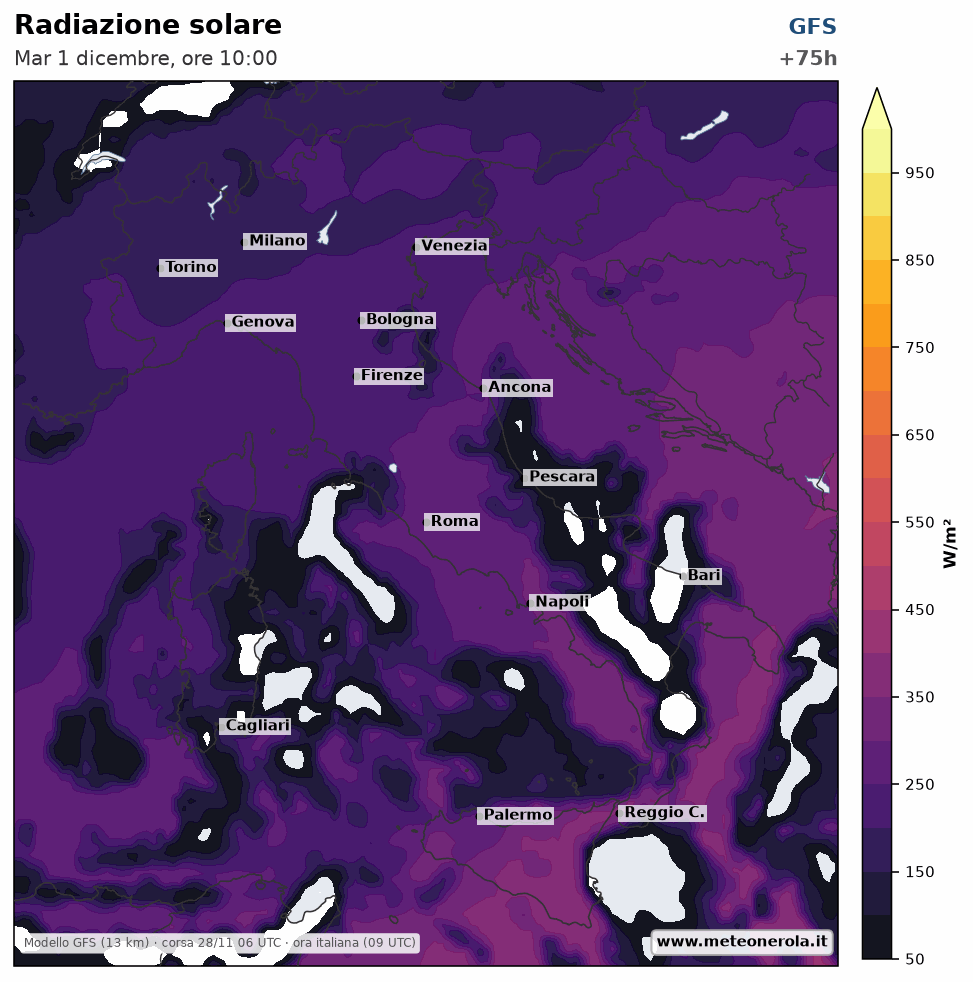 Radiazione solare
GFS
Mar 1 dicembre, ore 10:00
+75h
Milano
Venezia
Torino
Genova
Bologna
Firenze
Ancona
Pescara
Roma
Bari
Napoli
Cagliari
Palermo
Reggio C.
950
850
750
650
550
450
350
250
150
50
W/m²
Modello GFS (13 km) · corsa 28/11 06 UTC · ora italiana (09 UTC)
www.meteonerola.it